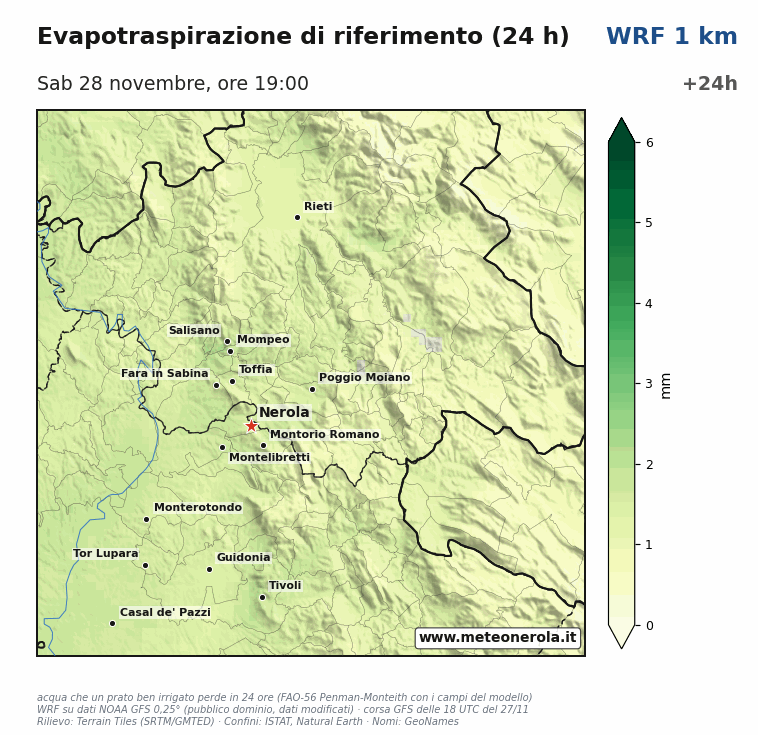 Evapotraspirazione di riferimento (24 h) WRF 1 km
Sab 28 novembre, ore 19:00 +24h
Rieti
Salisano
Mompeo
Toffia
Fara in Sabina
Poggio Moiano
Nerola
Montorio Romano
Montelibretti
Monterotondo
Tor Lupara
Guidonia
Tivoli
Casal de' Pazzi
www.meteonerola.it
6
5
4
3
2
1
0
mm
acqua che un prato ben irrigato perde in 24 ore (FAO-56 Penman-Monteith con i campi del modello)
WRF su dati NOAA GFS 0,25° (pubblico dominio, dati modificati) · corsa GFS delle 18 UTC del 27/11
Rilievo: Terrain Tiles (SRTM/GMTED) · Confini: ISTAT, Natural Earth · Nomi: GeoNames